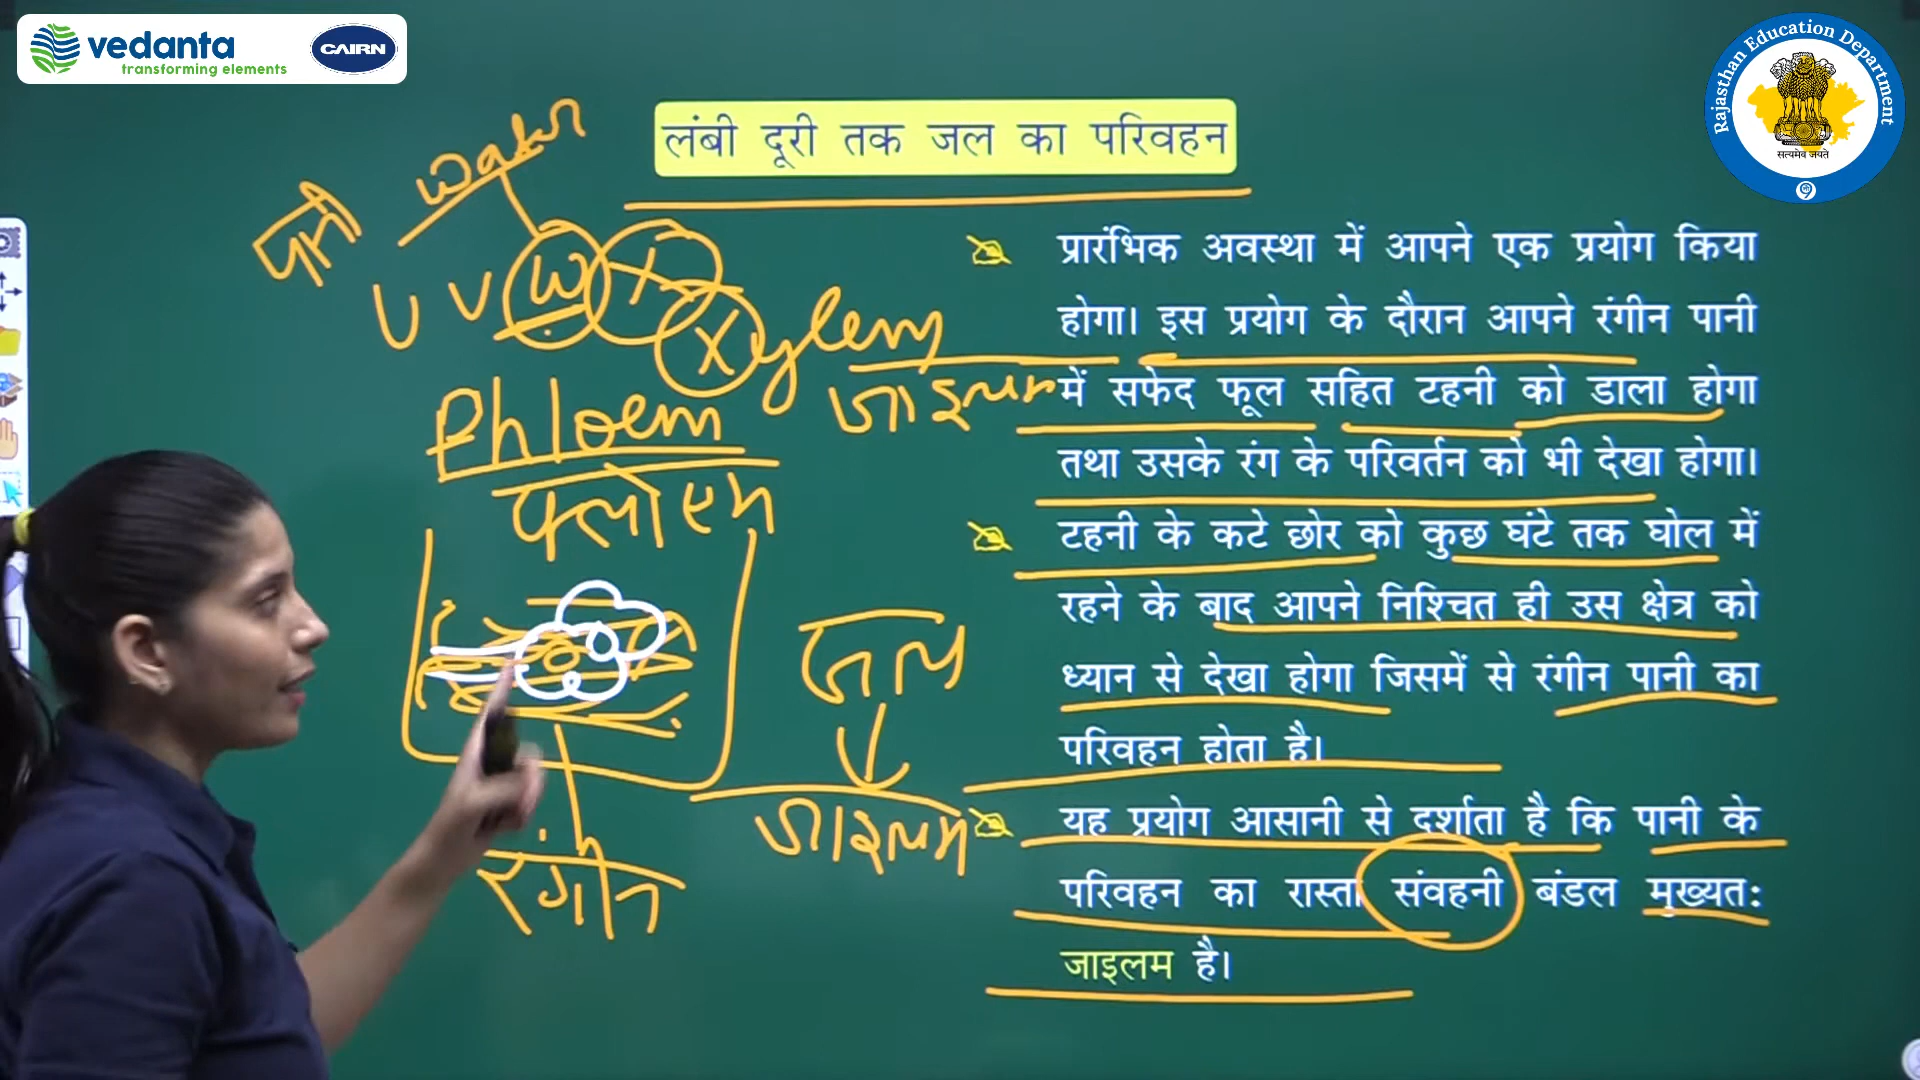 vedanta
transforming elements
CAIRN
Rajasthan Education Department
सत्यमेव जयते
लंबी दूरी तक जल का परिवहन
प्रारंभिक अवस्था में आपने एक प्रयोग किया
होगा। इस प्रयोग के दौरान आपने रंगीन पानी
में सफेद फूल सहित टहनी को डाला होगा
तथा उसके रंग के परिवर्तन को भी देखा होगा।
टहनी के कटे छोर को कुछ घंटे तक घोल में
रहने के बाद आपने निश्चित ही उस क्षेत्र को
ध्यान से देखा होगा जिसमें से रंगीन पानी का
परिवहन होता है।
यह प्रयोग आसानी से दर्शाता है कि पानी के
परिवहन का रास्ता संवहनी बंडल मुख्यत:
जाइलम है।
पानी
water
U V W X
Xylem
जाइलम
Phloem
फ्लोएम
जल
जाइलम
रंगीन